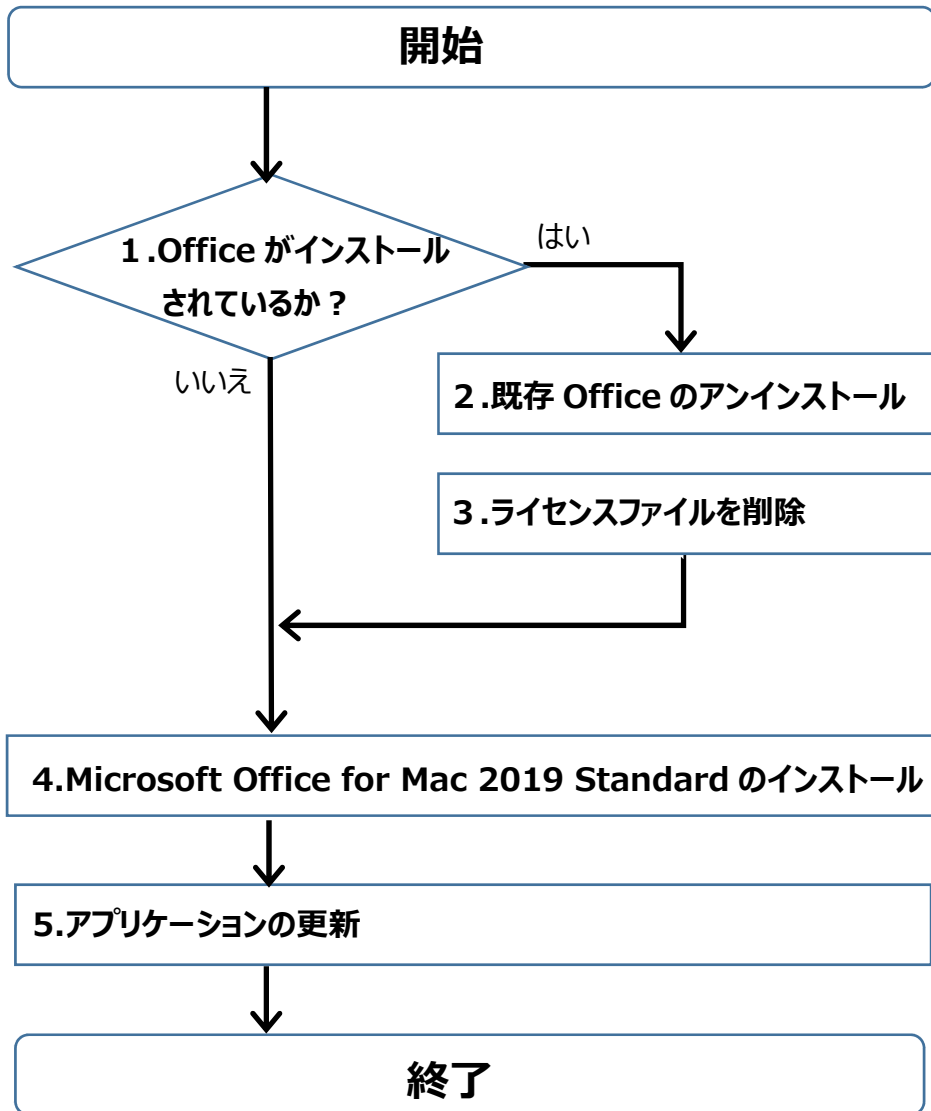 開始
１.Office がインストール
されているか？
はい
いいえ
２.既存 Office のアンインストール
３.ライセンスファイルを削除
4.Microsoft Office for Mac 2019 Standard のインストール
5.アプリケーションの更新
終了